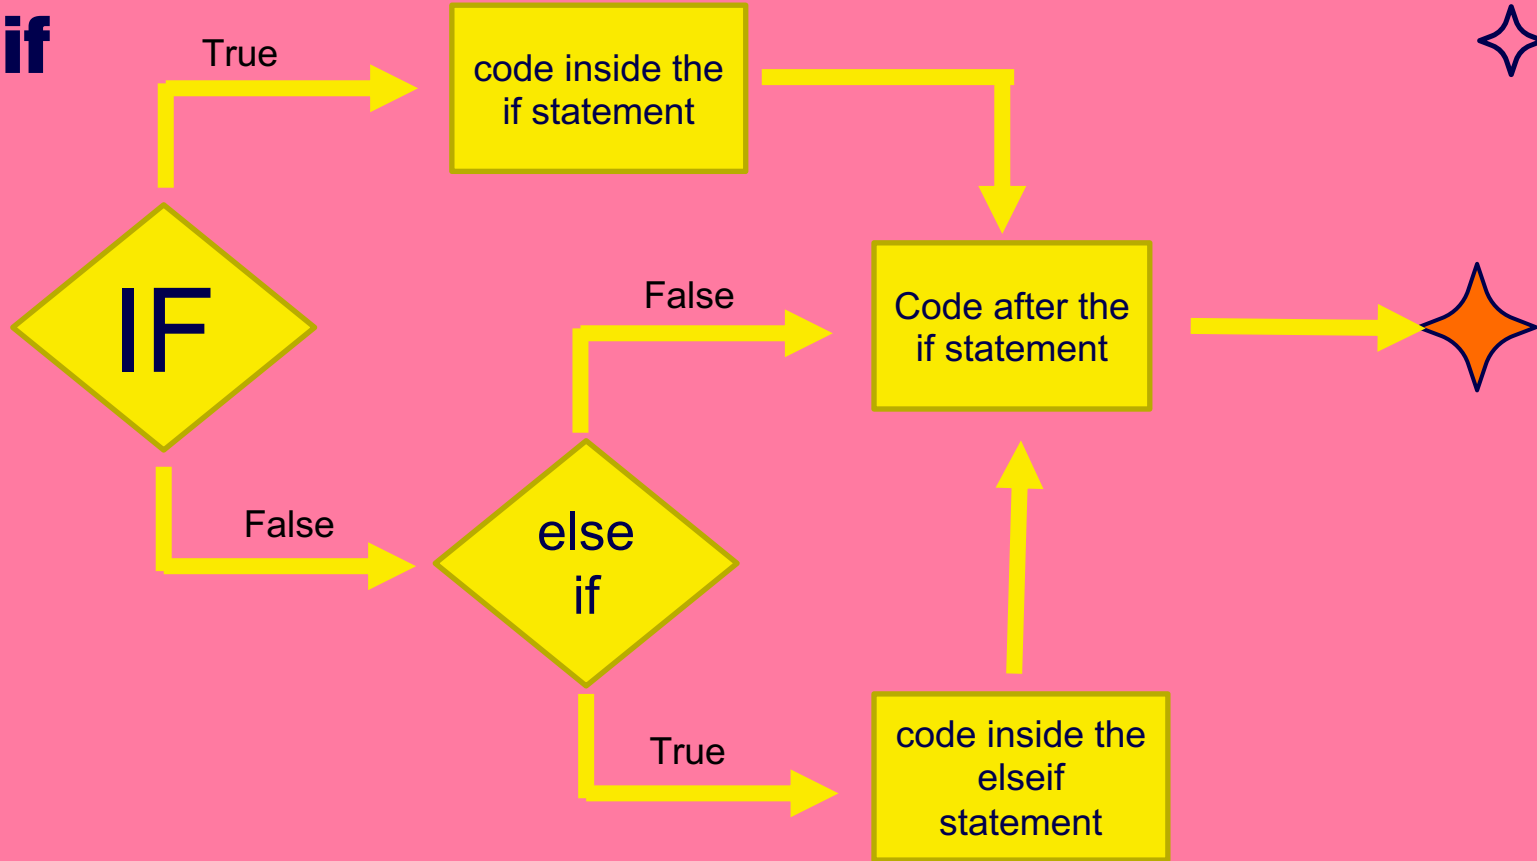 if
True
code inside the
if statement
IF
False
Code after the
if statement
False
else
if
True
code inside the
elseif
statement